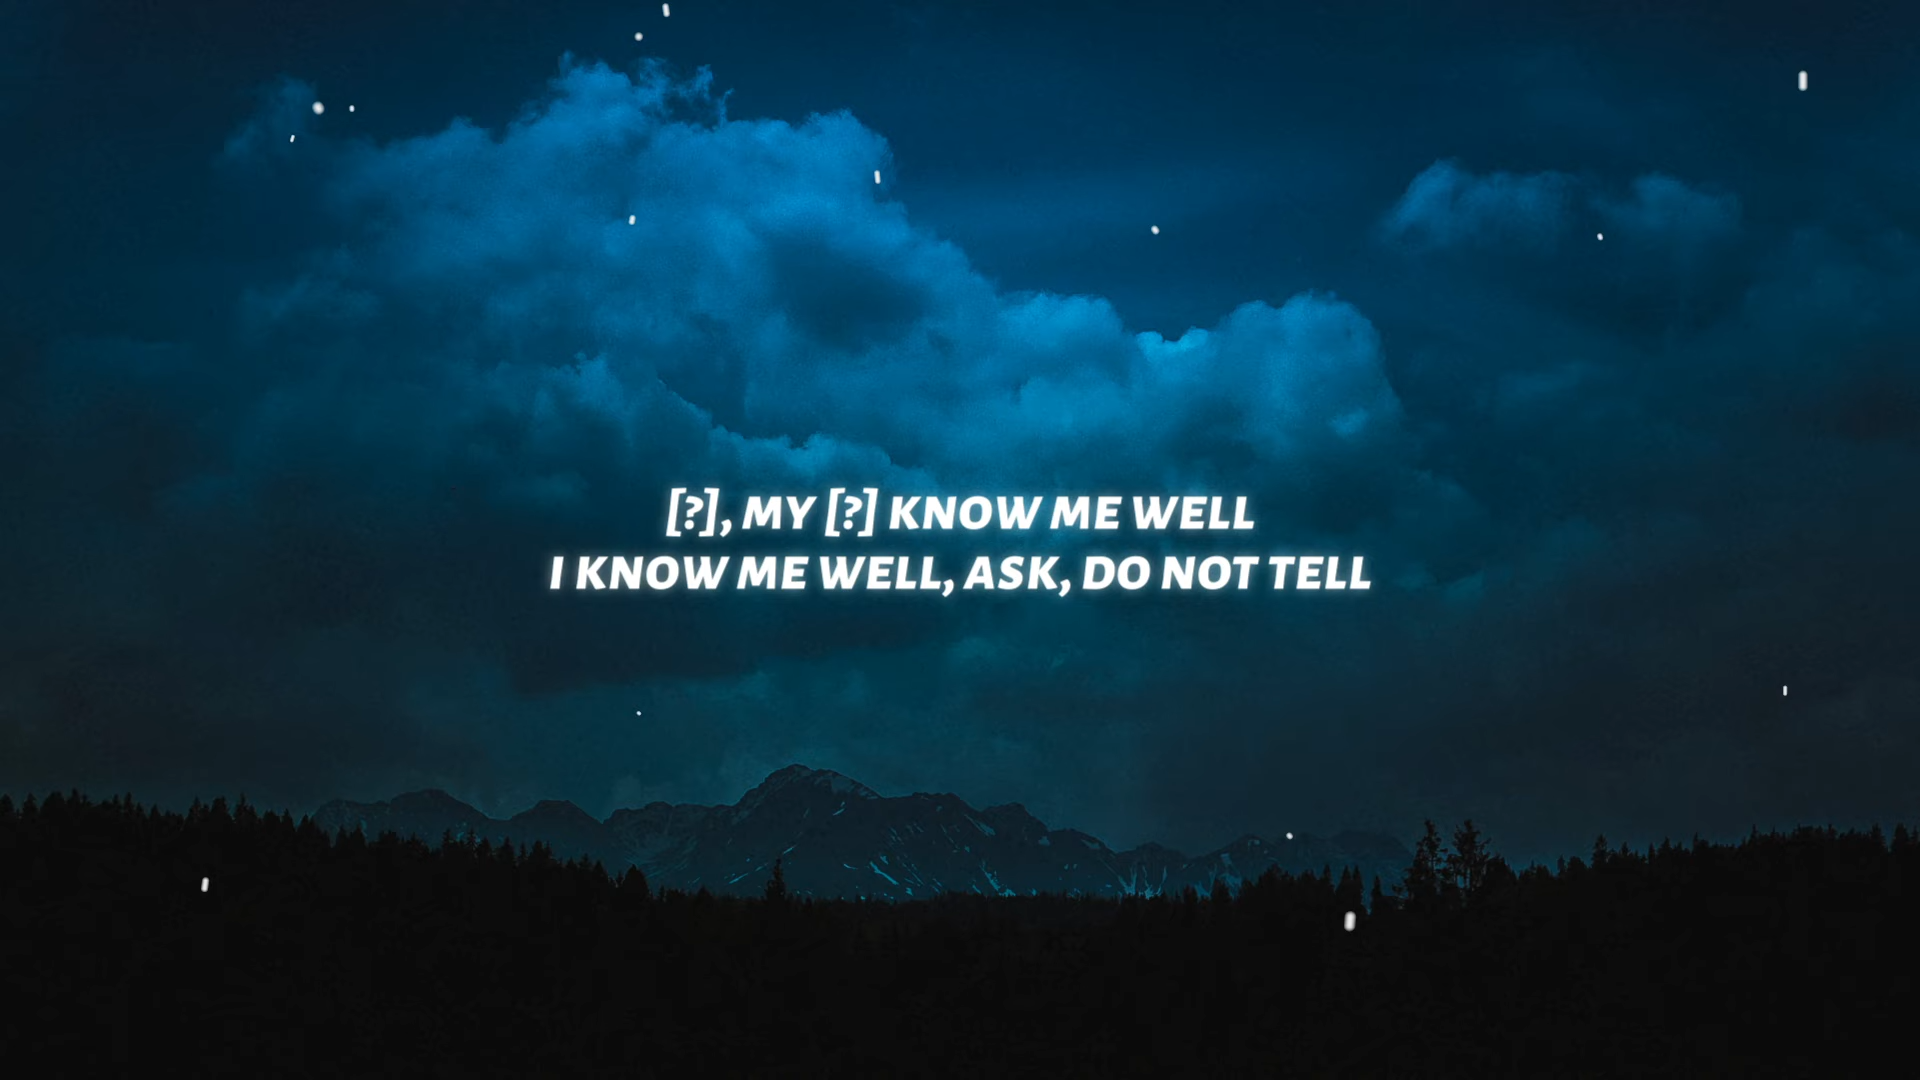 [?], MY [?] KNOW ME WELL
I KNOW ME WELL, ASK, DO NOT TELL